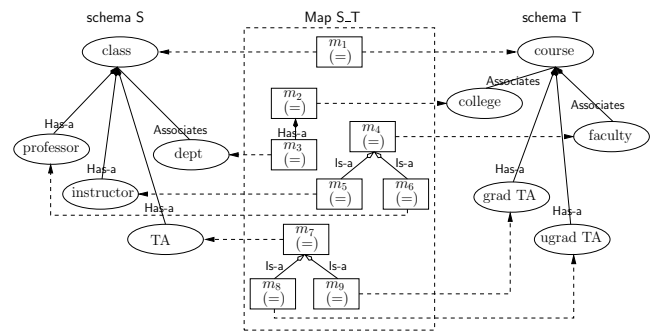 schema S
Map S_T
schema T
class
m1
(=)
course
Associates
m2
(=)
college
Has-a
Associates
Has-a
m4
(=)
Associates
professor
dept
m3
(=)
faculty
Is-a
Is-a
Has-a
Has-a
instructor
m5
(=)
m6
(=)
grad TA
Has-a
Has-a
TA
m7
(=)
ugrad TA
Is-a
Is-a
m8
(=)
m9
(=)